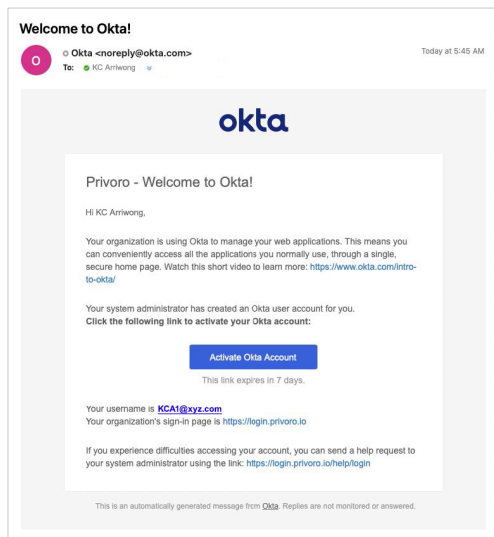 Welcome to Okta!
O
Okta <noreply@okta.com>
Today at 5:45 AM
To: KC Arriwong
okta
Privoro - Welcome to Okta!
Hi KC Arriwong,
Your organization is using Okta to manage your web applications. This means you
can conveniently access all the applications you normally use, through a single,
secure home page. Watch this short video to learn more: https://www.okta.com/intro-
to-okta/
Your system administrator has created an Okta user account for you.
Click the following link to activate your Okta account:
Activate Okta Account
This link expires in 7 days.
Your username is KCA1@xyz.com
Your organization's sign-in page is https://login.privoro.io
If you experience difficulties accessing your account, you can send a help request to
your system administrator using the link: https://login.privoro.io/help/login
This is an automatically generated message from Okta. Replies are not monitored or answered.